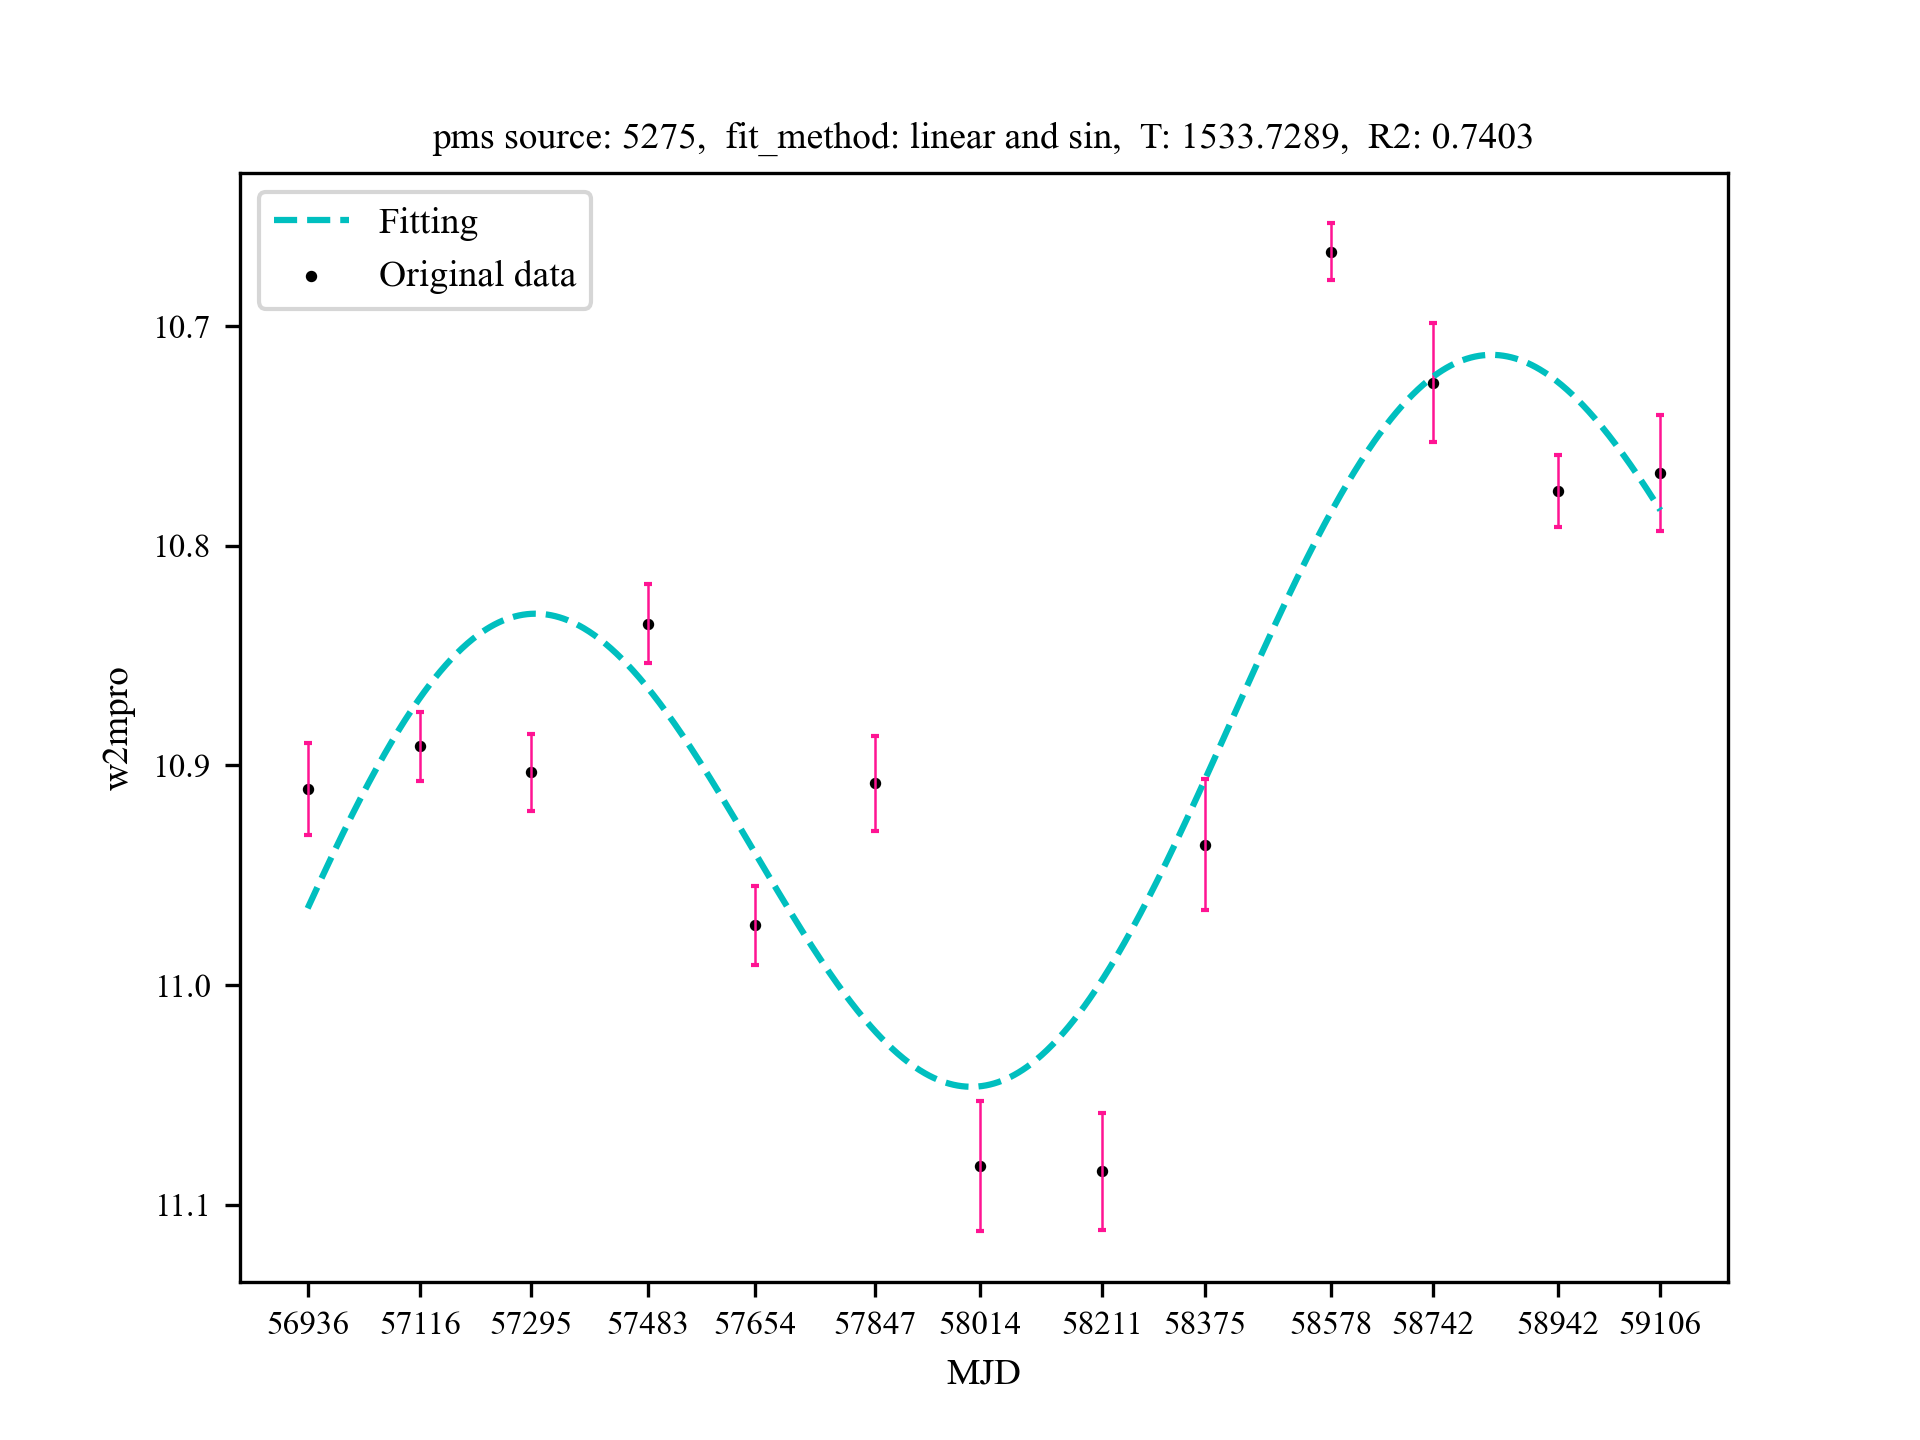 pms source: 5275,  fit_method: linear and sin,  T: 1533.7289,  R2: 0.7403
Fitting
Original data
10.7
10.8
10.9
11.0
11.1
w2mpro
56936 57116 57295 57483 57654 57847 58014 58211 58375 58578 58742 58942 59106
MJD